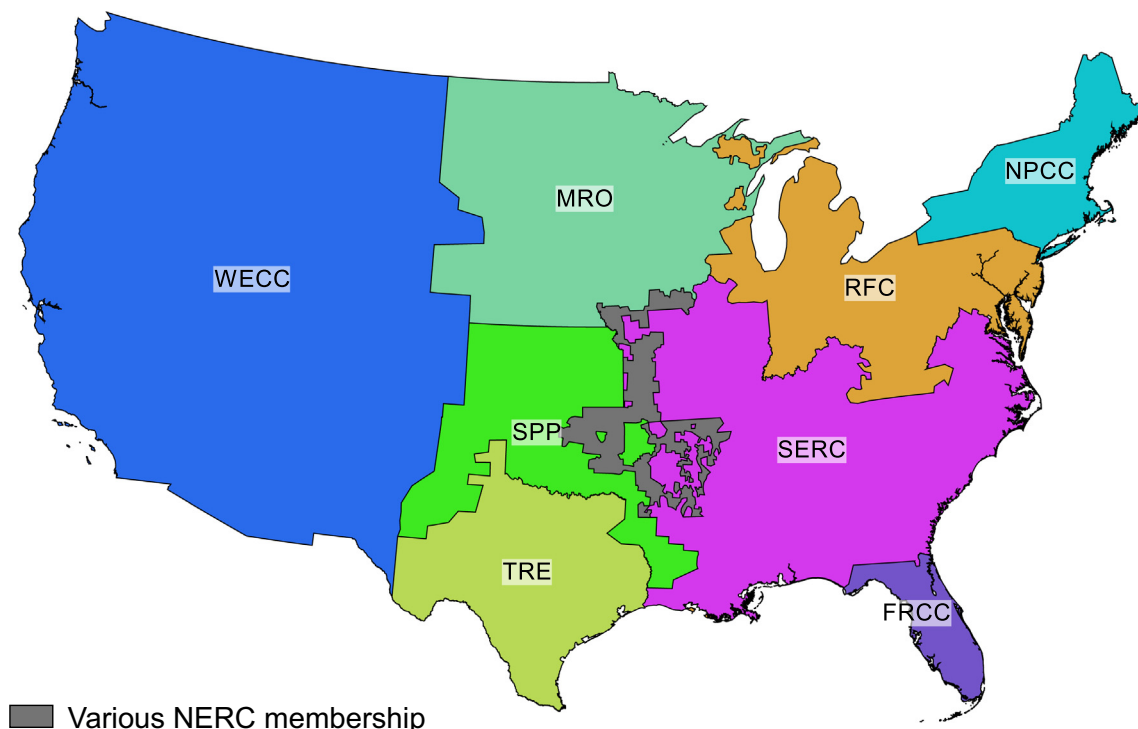 NPCC
MRO
WECC
RFC
SPP
SERC
TRE
FRCC
Various NERC membership